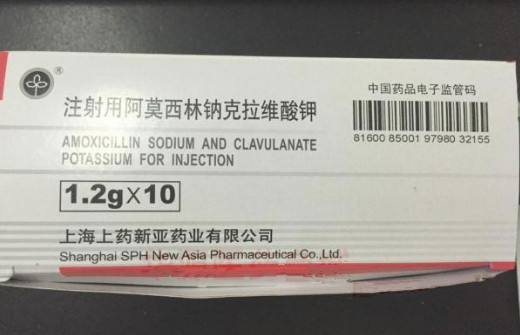 ®
注射用阿莫西林钠克拉维酸钾
AMOXICILLIN SODIUM AND CLAVULANATE
POTASSIUM FOR INJECTION
1.2g×10
上海上药新亚药业有限公司
Shanghai SPH New Asia Pharmaceutical Co.,Ltd.
中国药品电子监管码
81600 85001 97980 32155